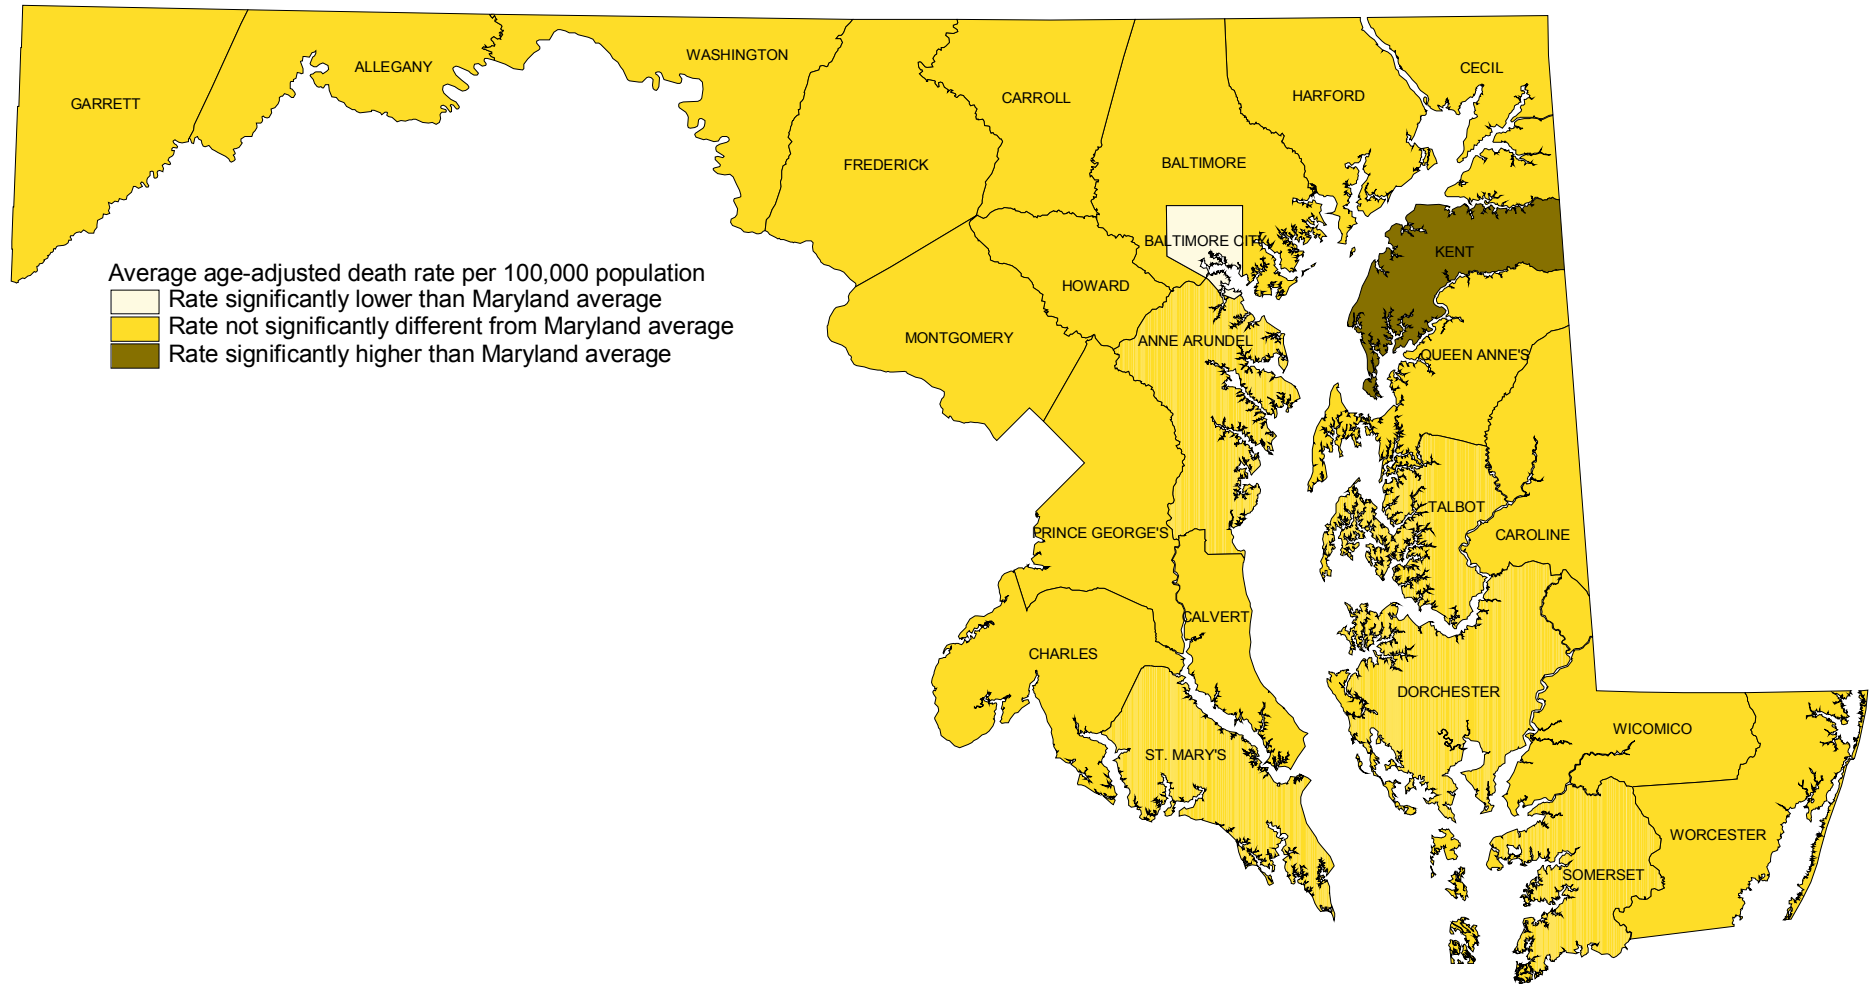 WASHINGTON
ALLEGANY
CECIL
GARRETT
CARROLL
HARFORD
FREDERICK
BALTIMORE
BALTIMORE CITY
KENT
Average age-adjusted death rate per 100,000 population
Rate significantly lower than Maryland average
Rate not significantly different from Maryland average
Rate significantly higher than Maryland average
HOWARD
MONTGOMERY
ANNE ARUNDEL
QUEEN ANNE'S
TALBOT
PRINCE GEORGE'S
CAROLINE
CALVERT
CHARLES
DORCHESTER
WICOMICO
ST. MARY'S
WORCESTER
SOMERSET